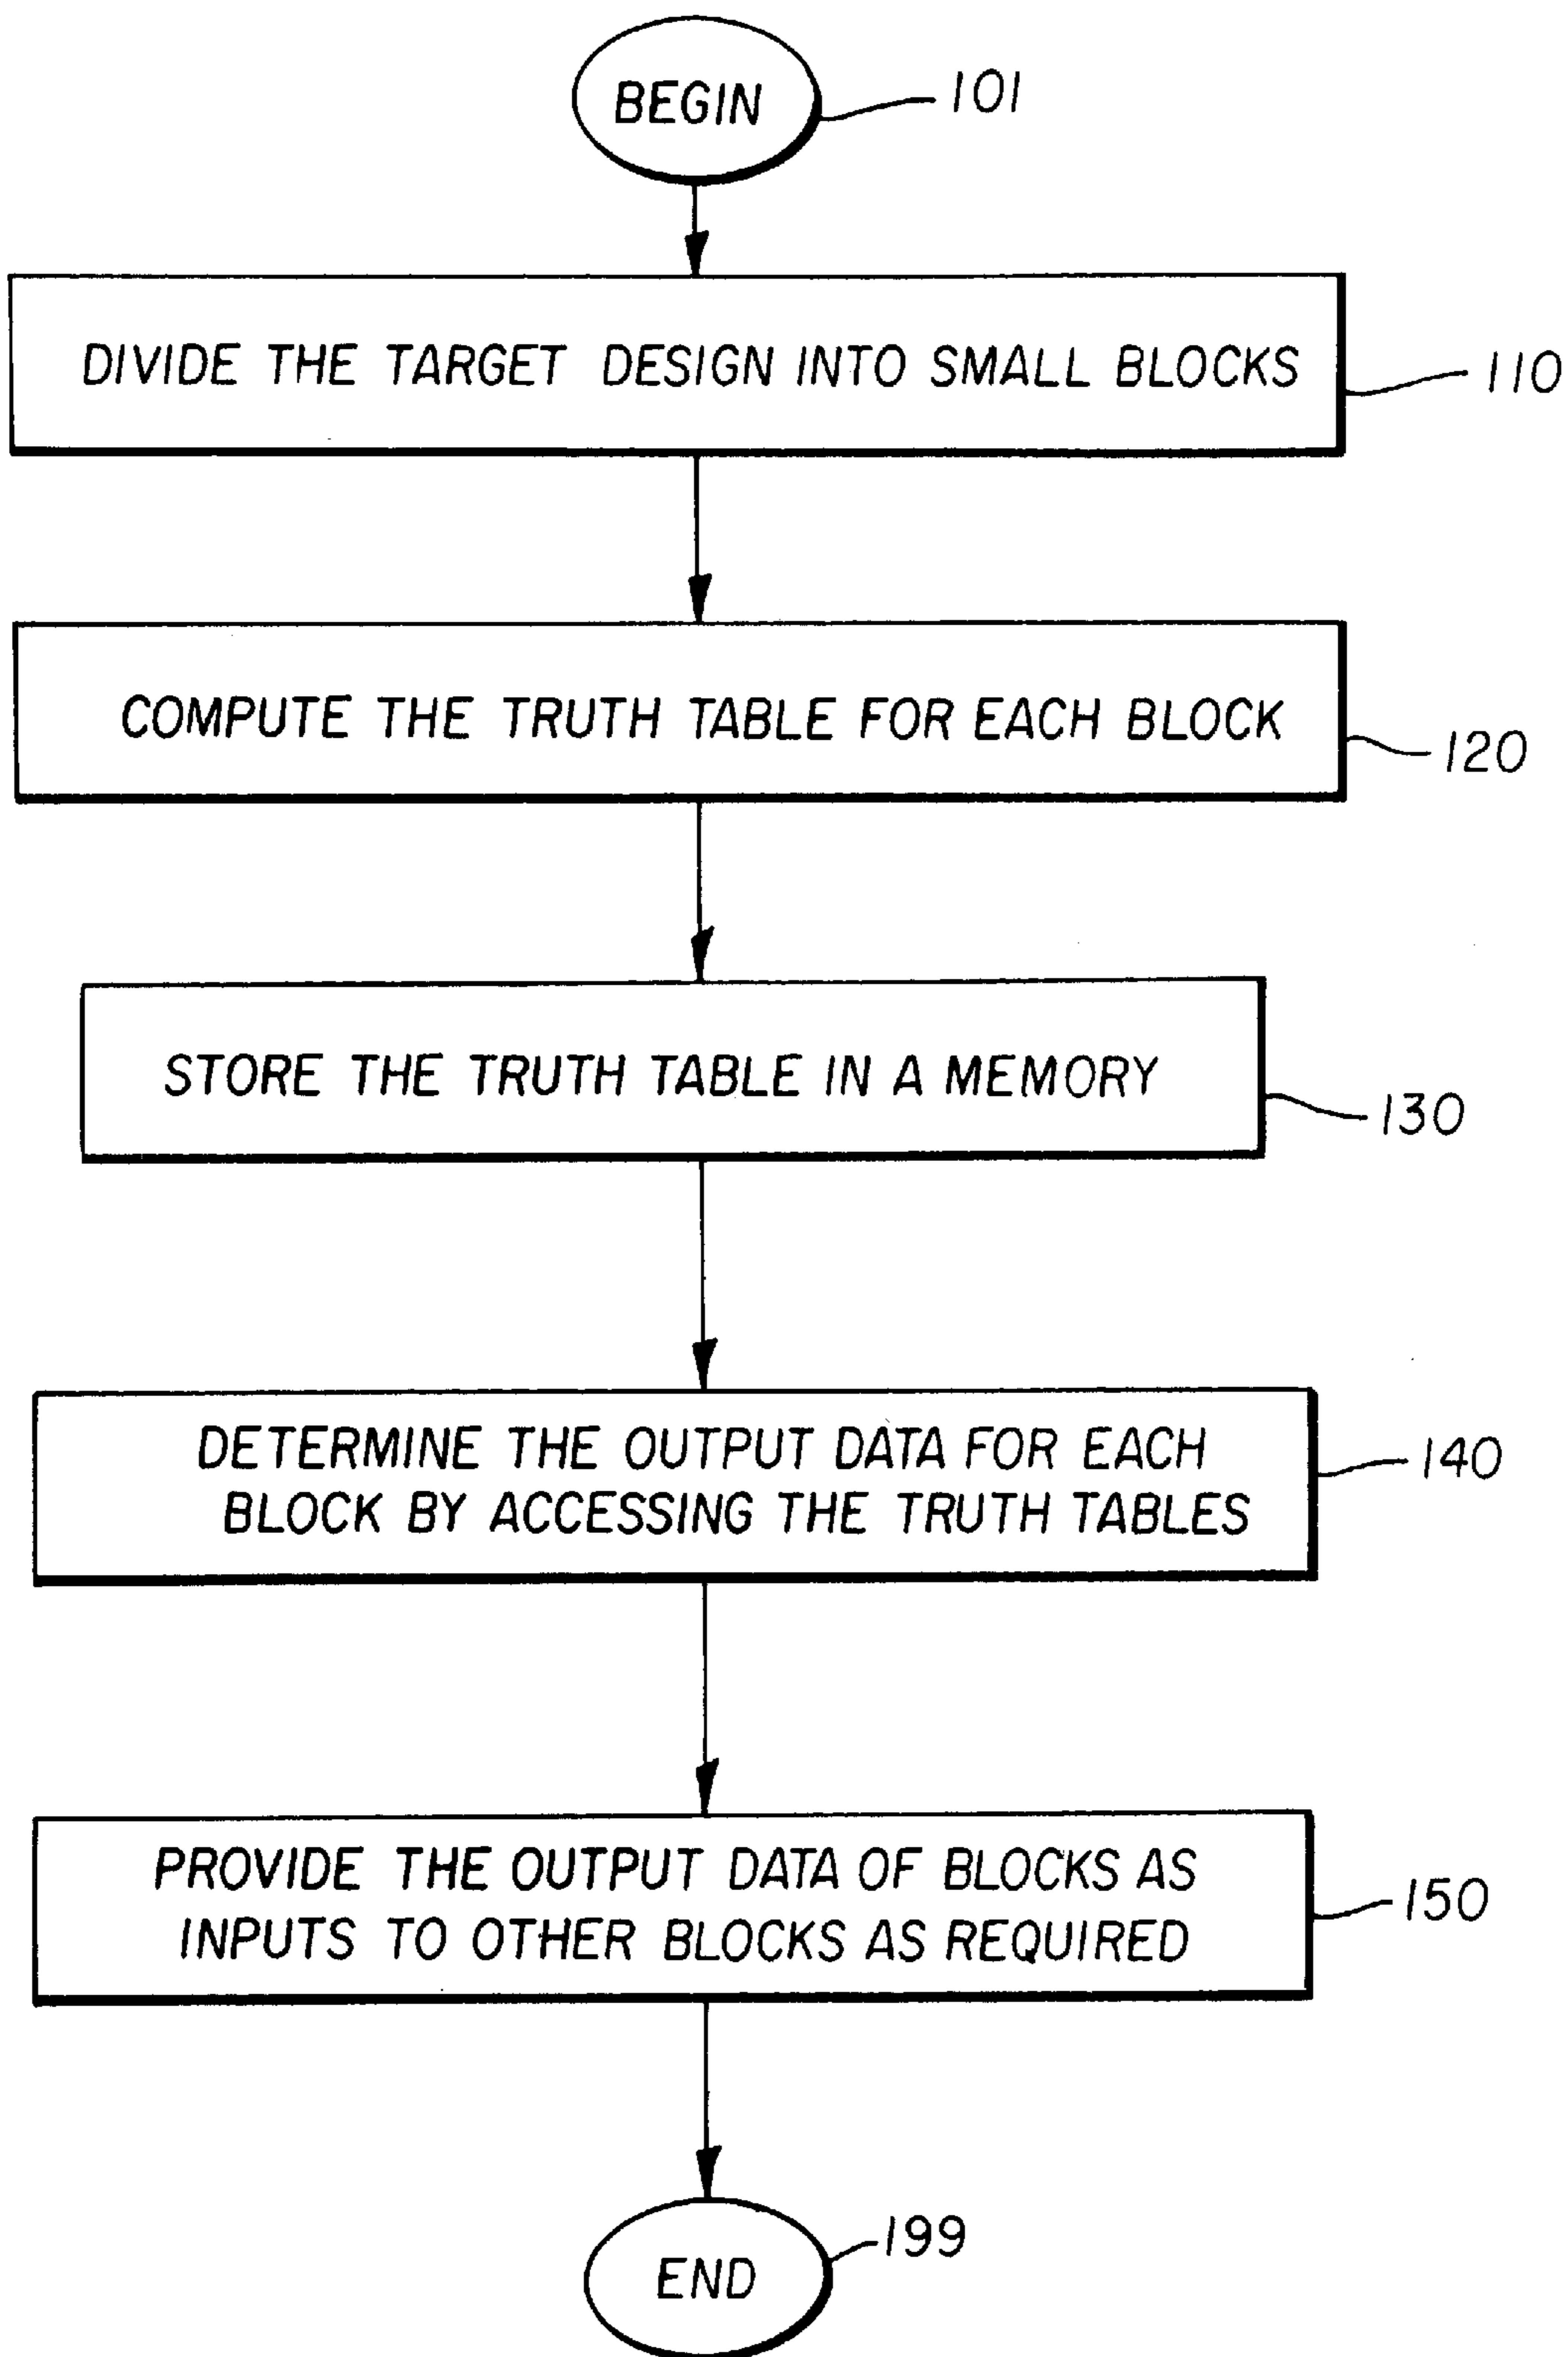 BEGIN
101
DIVIDE THE TARGET DESIGN INTO SMALL BLOCKS
110
COMPUTE THE TRUTH TABLE FOR EACH BLOCK
120
STORE THE TRUTH TABLE IN A MEMORY
130
DETERMINE THE OUTPUT DATA FOR EACH
BLOCK BY ACCESSING THE TRUTH TABLES
140
PROVIDE THE OUTPUT DATA OF BLOCKS AS
INPUTS TO OTHER BLOCKS AS REQUIRED
150
END
199